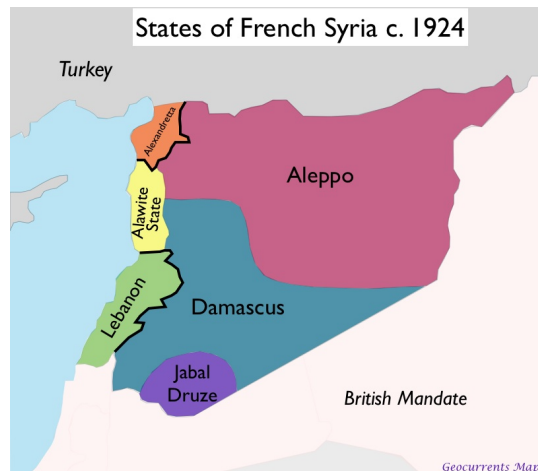 States of French Syria c. 1924
Turkey
Alexandretta
Aleppo
Alawite
State
Lebanon
Damascus
Jabal
Druze
British Mandate
Geocurrents Map